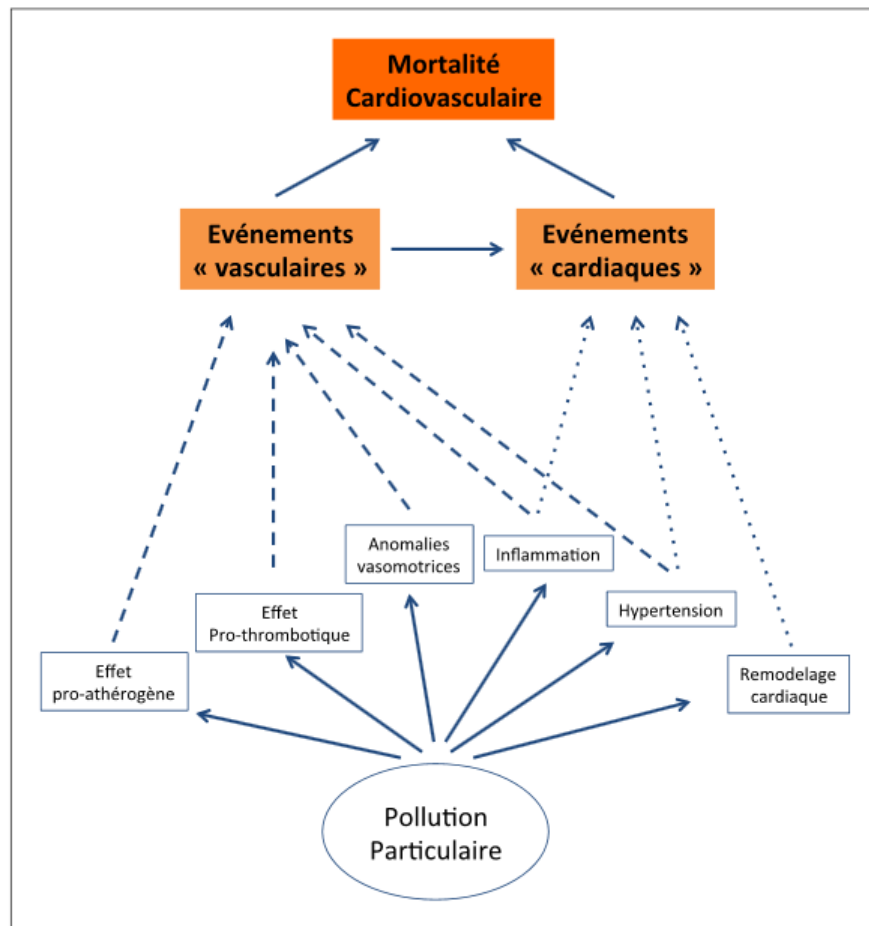 Mortalité
Cardiovasculaire
Evénements
« vasculaires »
Evénements
« cardiaques »
Anomalies
vasomotrices
Inflammation
Effet
Pro-thrombotique
Hypertension
Effet
pro-athérogène
Remodelage
cardiaque
Pollution
Particulaire